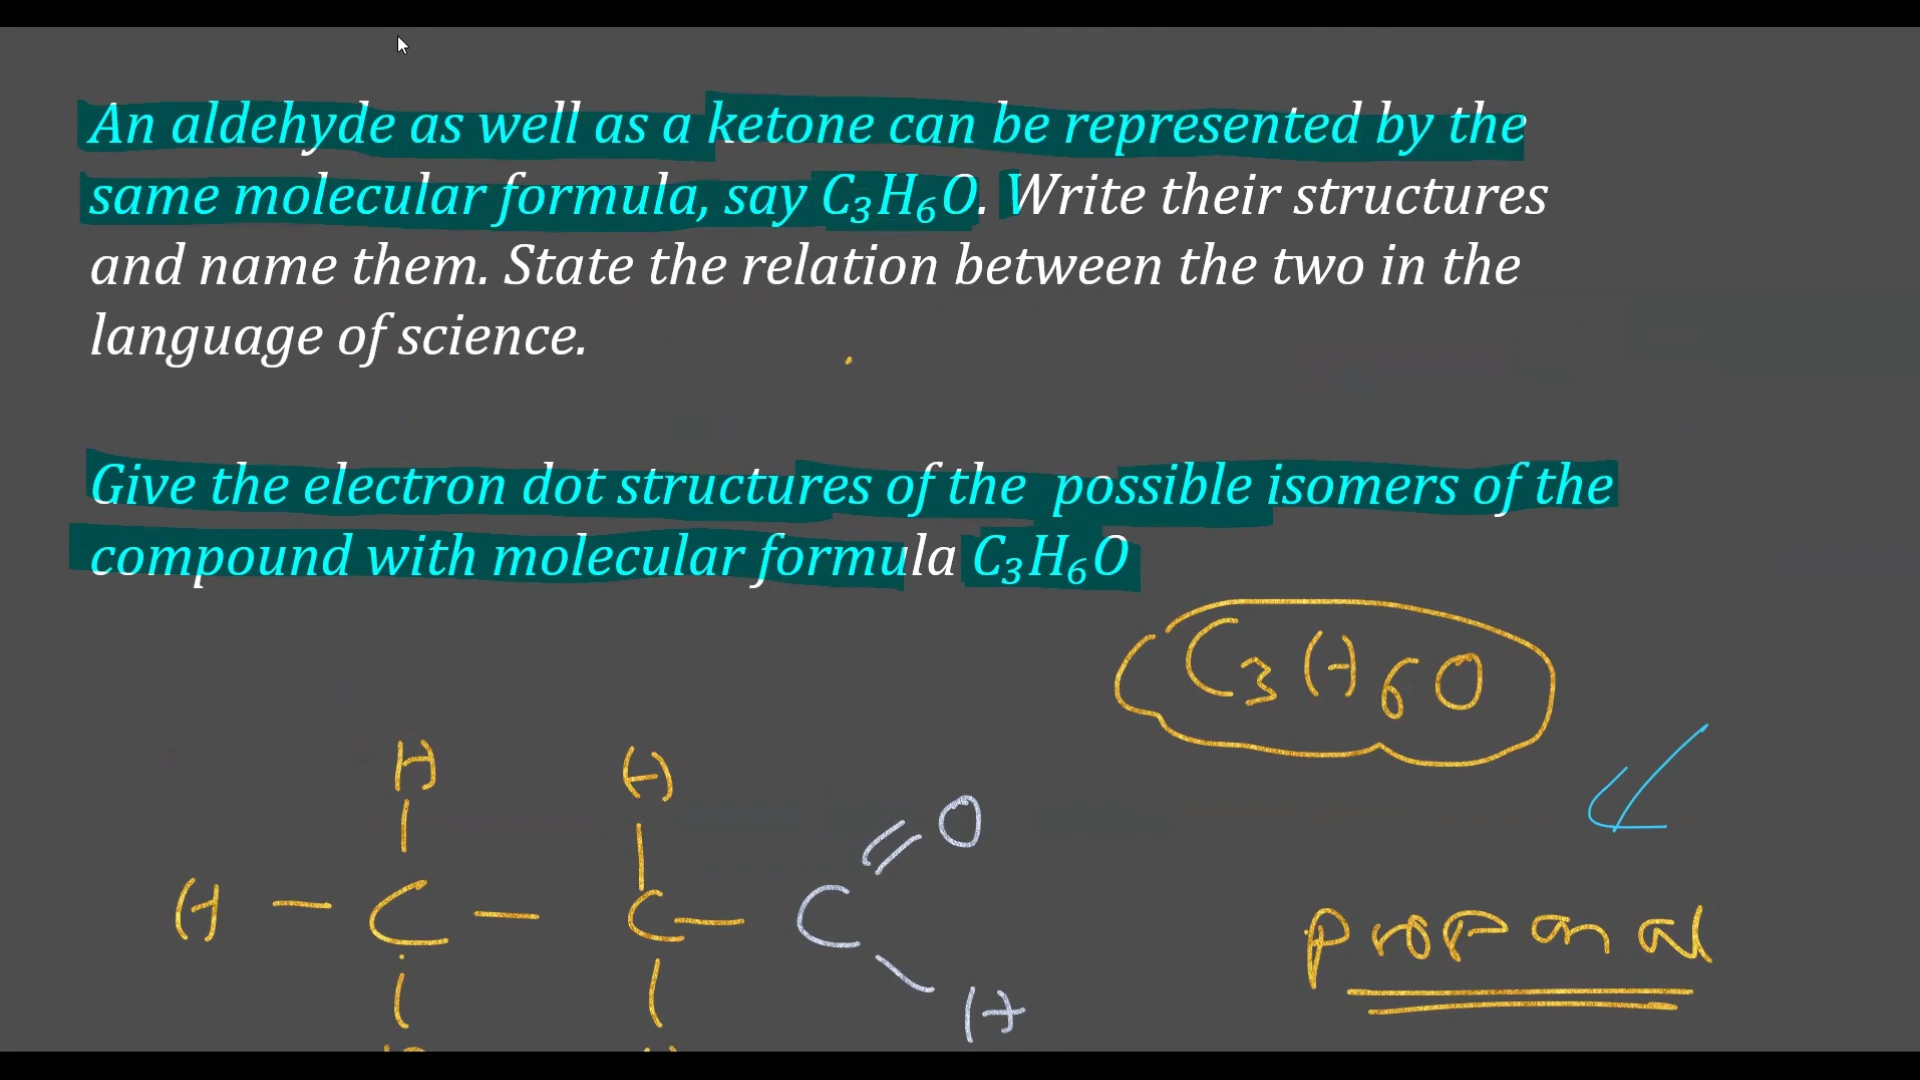 An aldehyde as well as a ketone can be represented by the
same molecular formula, say C₃H₆O. Write their structures
and name them. State the relation between the two in the
language of science.
Give the electron dot structures of the possible isomers of the
compound with molecular formula C₃H₆O
C₃H₆O
H H
O
H – C – C – C
H
propanal